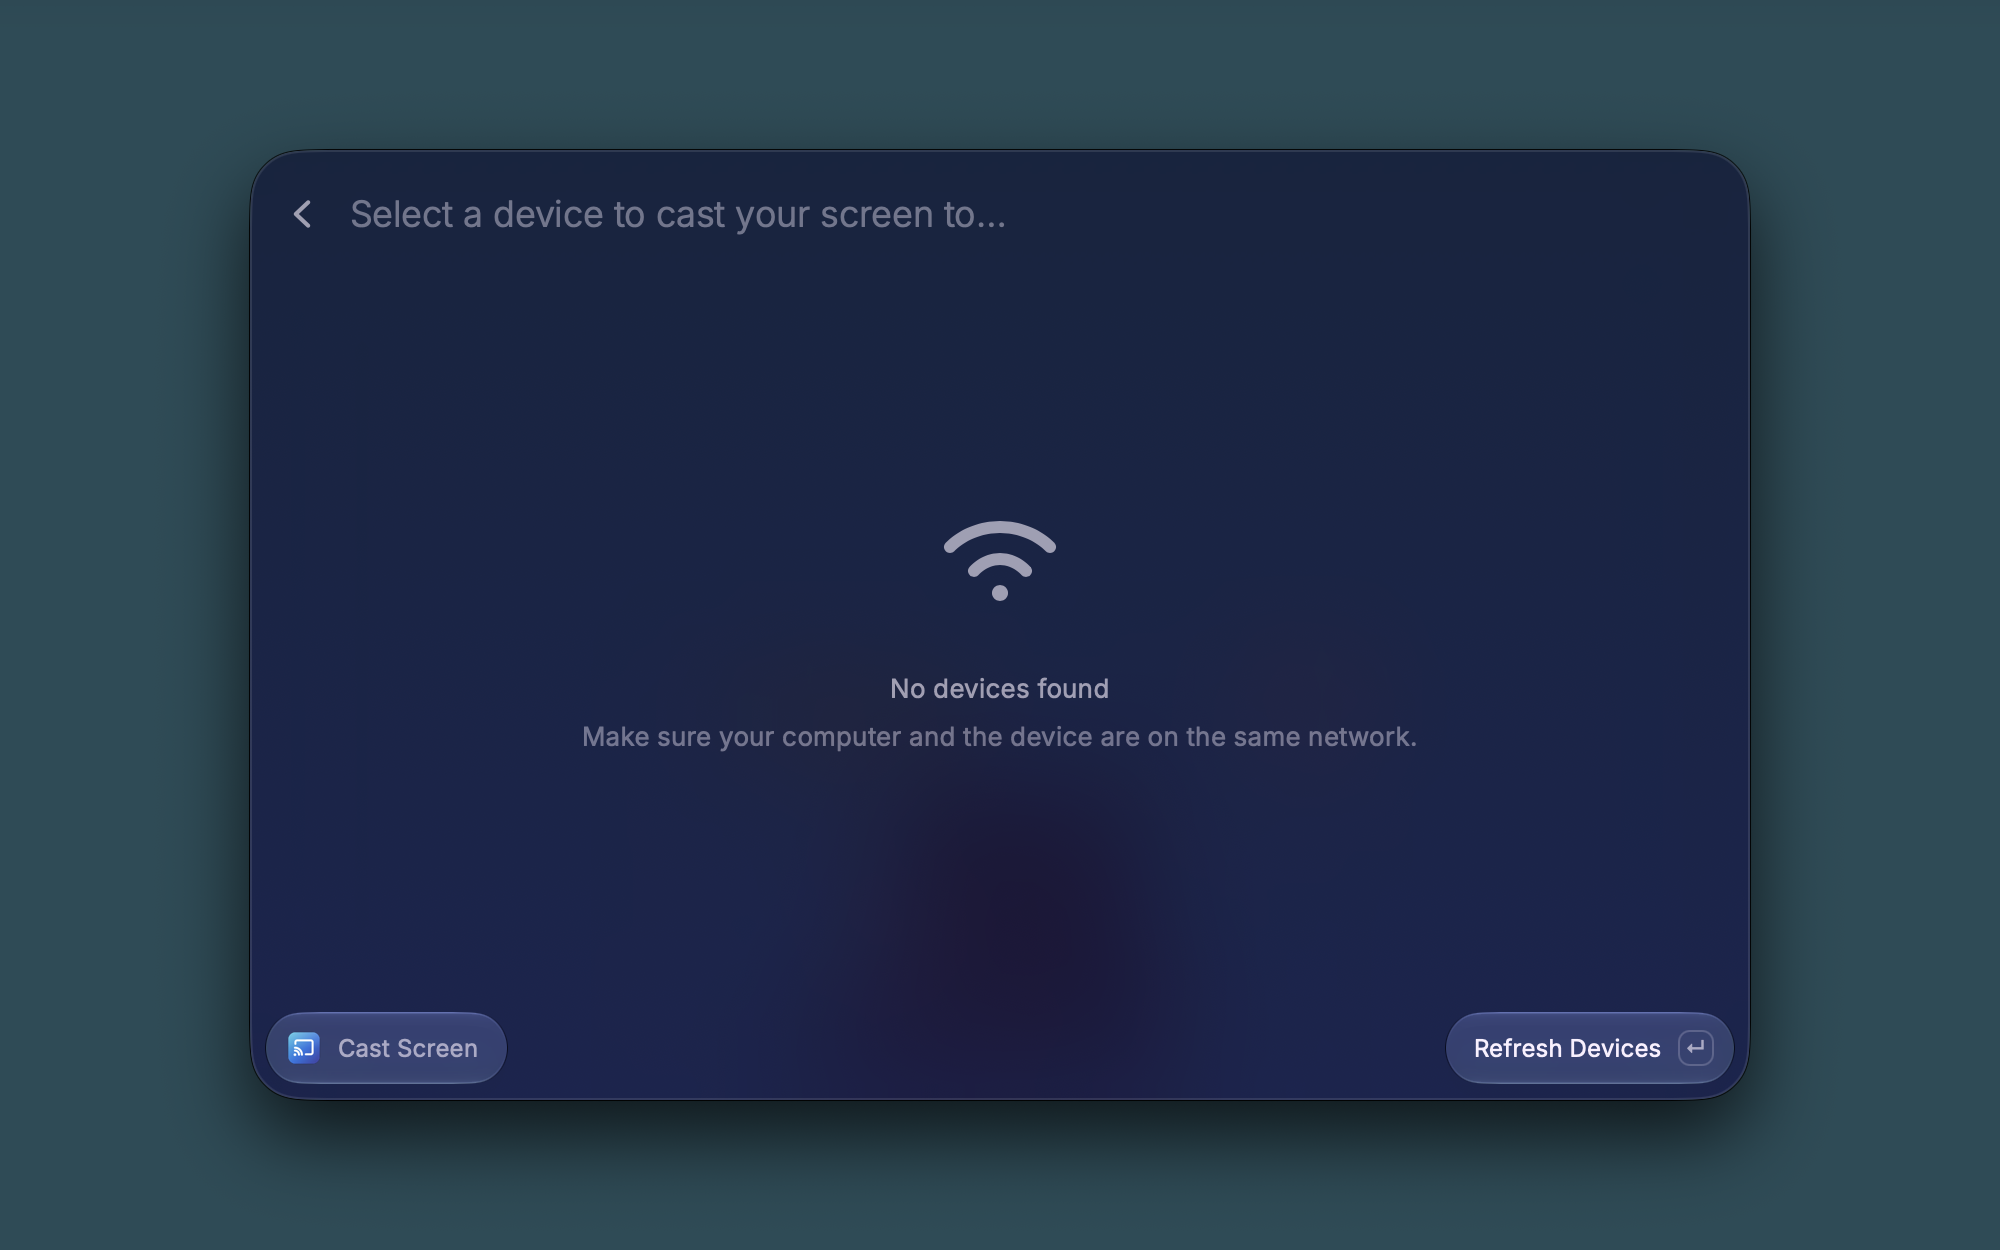 Select a device to cast your screen to...
No devices found
Make sure your computer and the device are on the same network.
Cast Screen
Refresh Devices